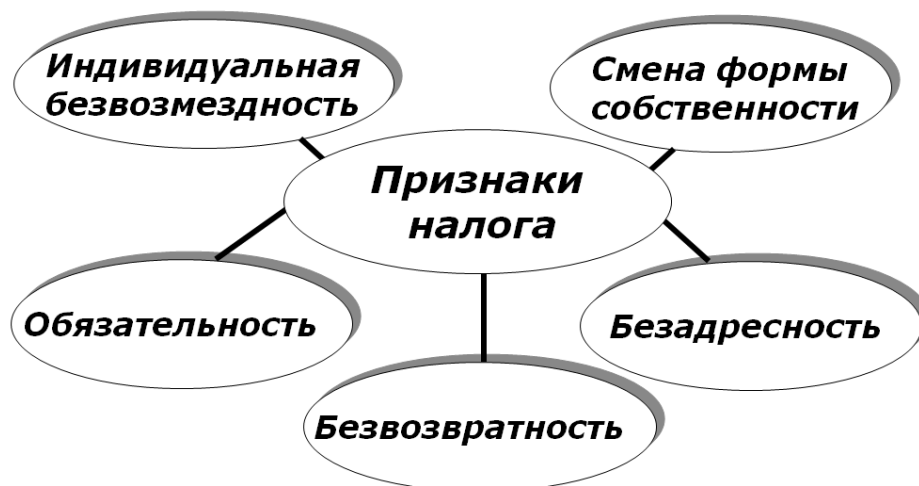 Индивидуальная
безвозмездность
Смена формы
собственности
Признаки
налога
Обязательность
Безадресность
Безвозвратность